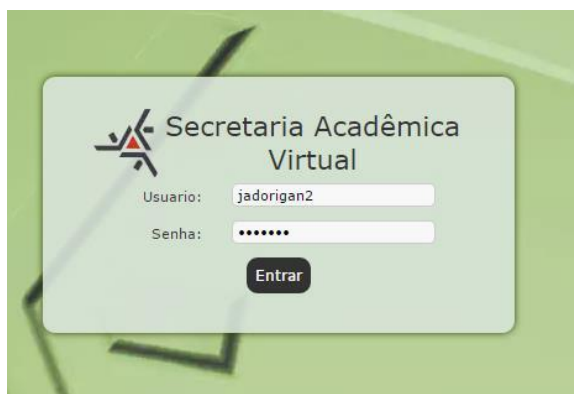 Secretaria Acadêmica
Virtual
Usuario: jadorigan2
Senha: •••••••
Entrar